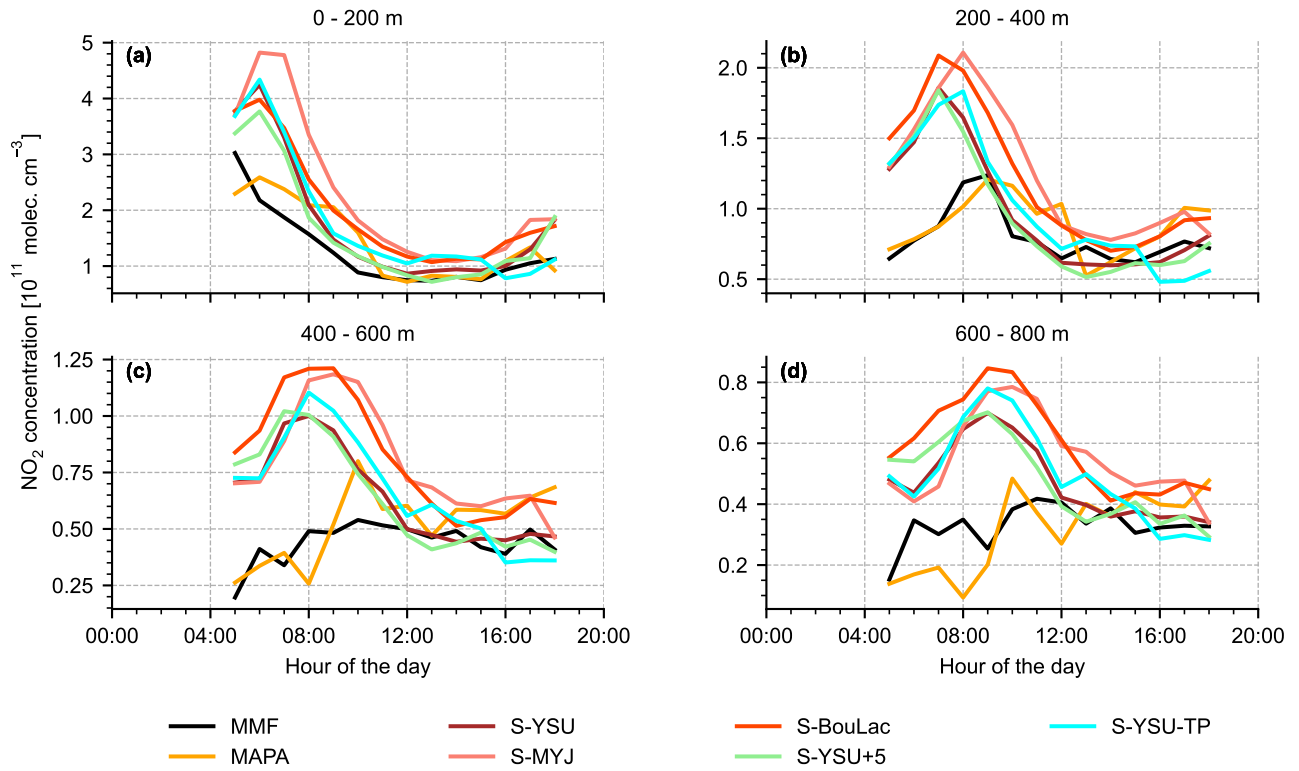 0 - 200 m
200 - 400 m
(a)
5
4
3
2
1
(b)
2.0
1.5
1.0
0.5
NO₂ concentration [10¹¹ molec. cm⁻³]
400 - 600 m
600 - 800 m
(c)
1.25
1.00
0.75
0.50
0.25
(d)
0.8
0.6
0.4
0.2
00:00 04:00 08:00 12:00 16:00 20:00
00:00 04:00 08:00 12:00 16:00 20:00
Hour of the day
Hour of the day
MMF
S-YSU
S-BouLac
S-YSU-TP
MAPA
S-MYJ
S-YSU+5